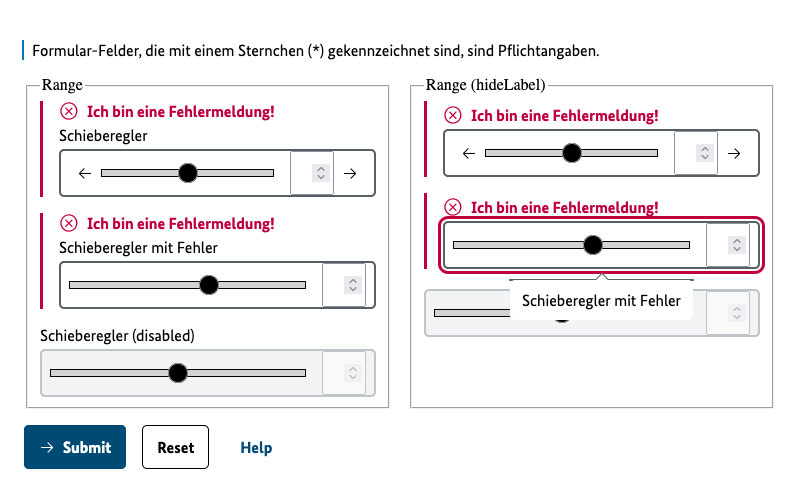 Formular-Felder, die mit einem Sternchen (*) gekennzeichnet sind, sind Pflichtangaben.
Range
Ich bin eine Fehlermeldung!
Schieberegler
Ich bin eine Fehlermeldung!
Schieberegler mit Fehler
Schieberegler (disabled)
Range (hideLabel)
Ich bin eine Fehlermeldung!
Ich bin eine Fehlermeldung!
Schieberegler mit Fehler
→ Submit
Reset
Help